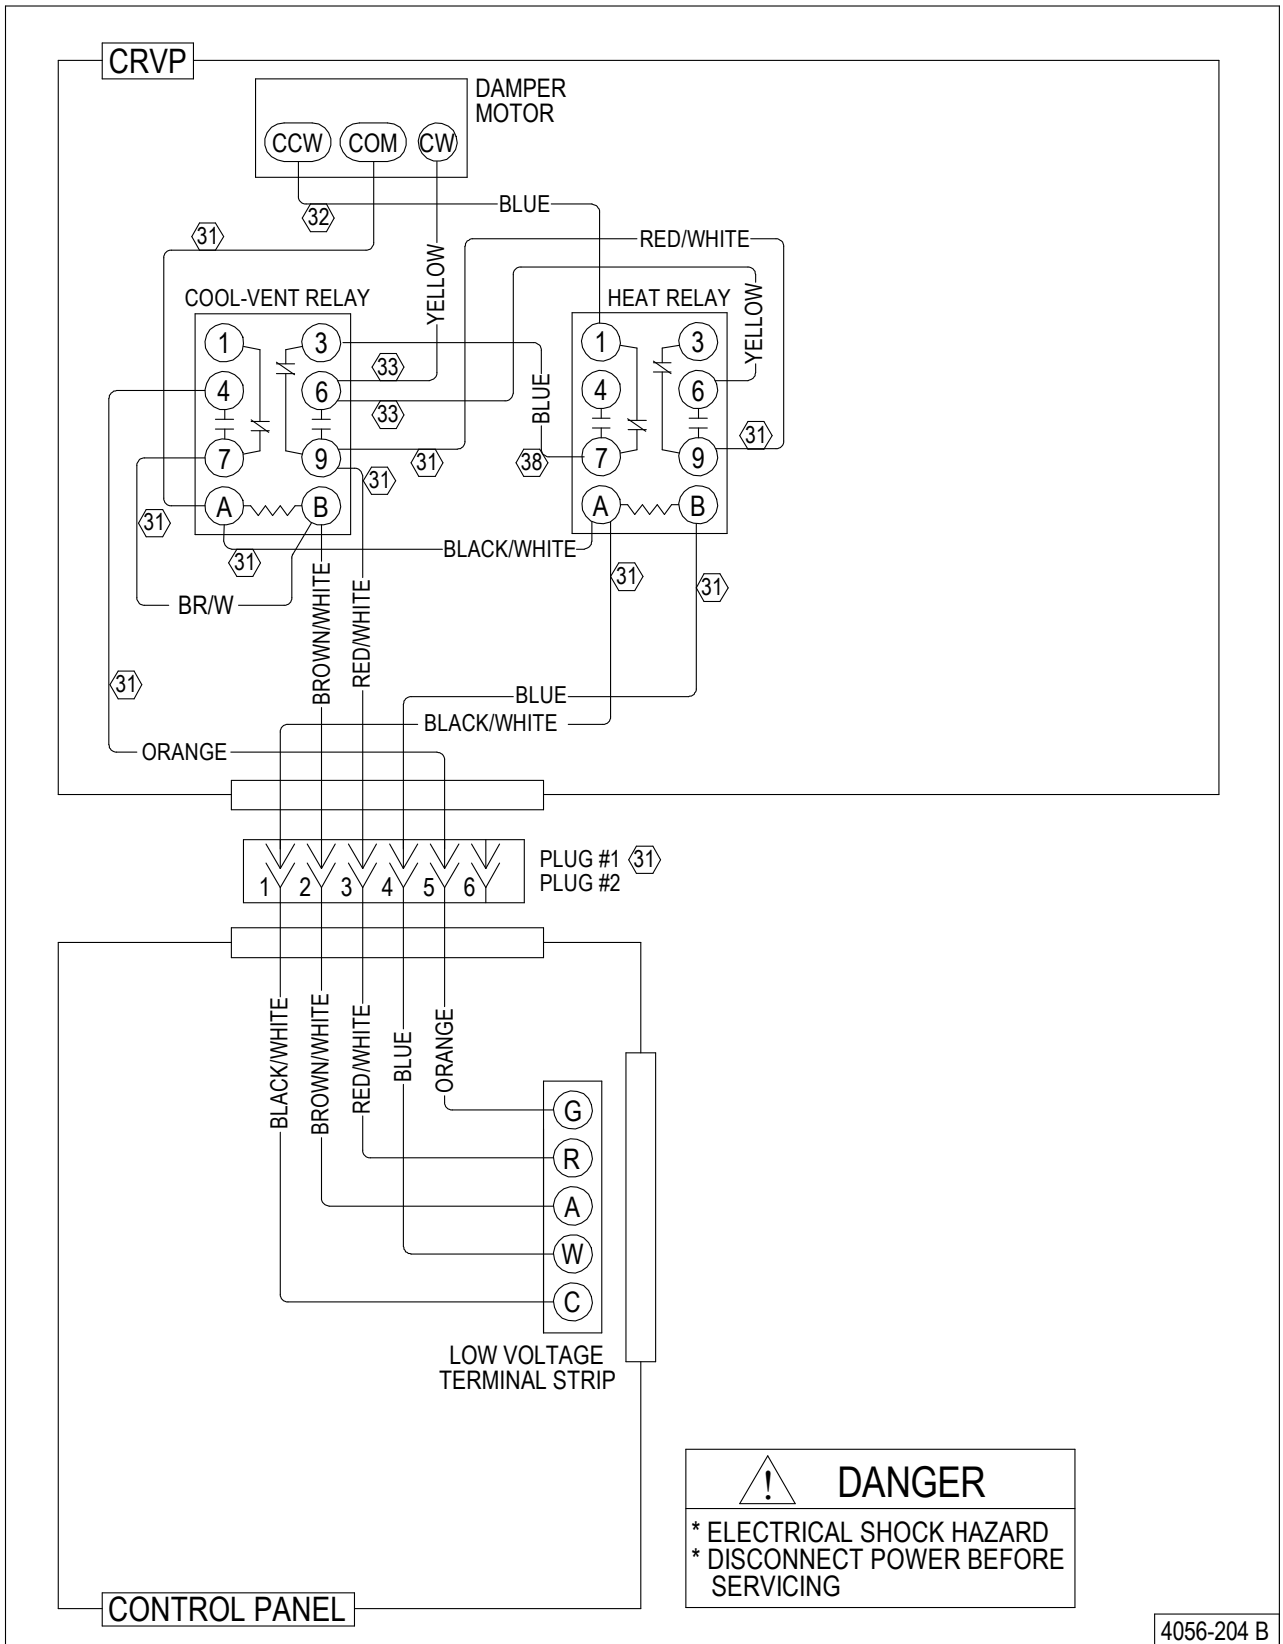 CRVP
DAMPER
MOTOR
CCW COM CW
32 BLUE
31
RED/WHITE
YELLOW
COOL-VENT RELAY
HEAT RELAY
YELLOW
1 3
1 3
33
4 6
BLUE
4 6
33
31
7 9
31
38
7 9
31
A B
A B
31
31
BLACK/WHITE
31
31
BR/W
BROWN/WHITE
RED/WHITE
31
BLUE
BLACK/WHITE
ORANGE
PLUG #1 31
PLUG #2
1 2 3 4 5 6
BLACK/WHITE
BROWN/WHITE
RED/WHITE
BLUE
ORANGE
G
R
A
W
C
LOW VOLTAGE
TERMINAL STRIP
! DANGER
* ELECTRICAL SHOCK HAZARD
* DISCONNECT POWER BEFORE
SERVICING
CONTROL PANEL
4056-204 B